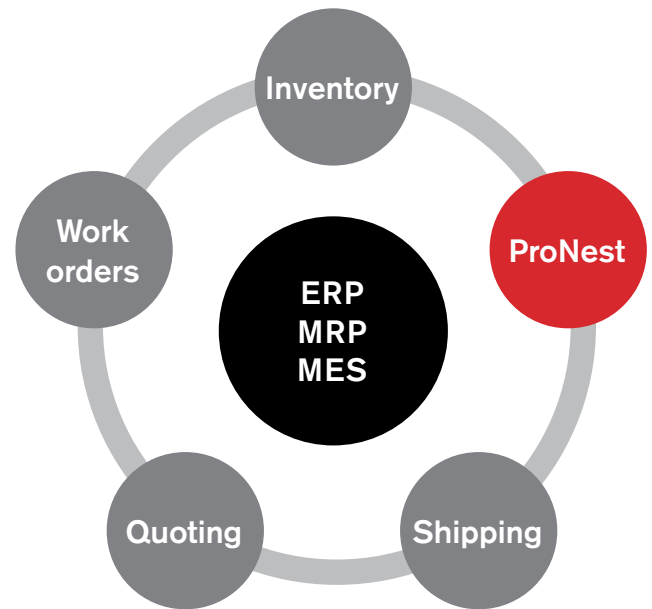 Inventory
Work
orders
ProNest
ERP
MRP
MES
Quoting
Shipping